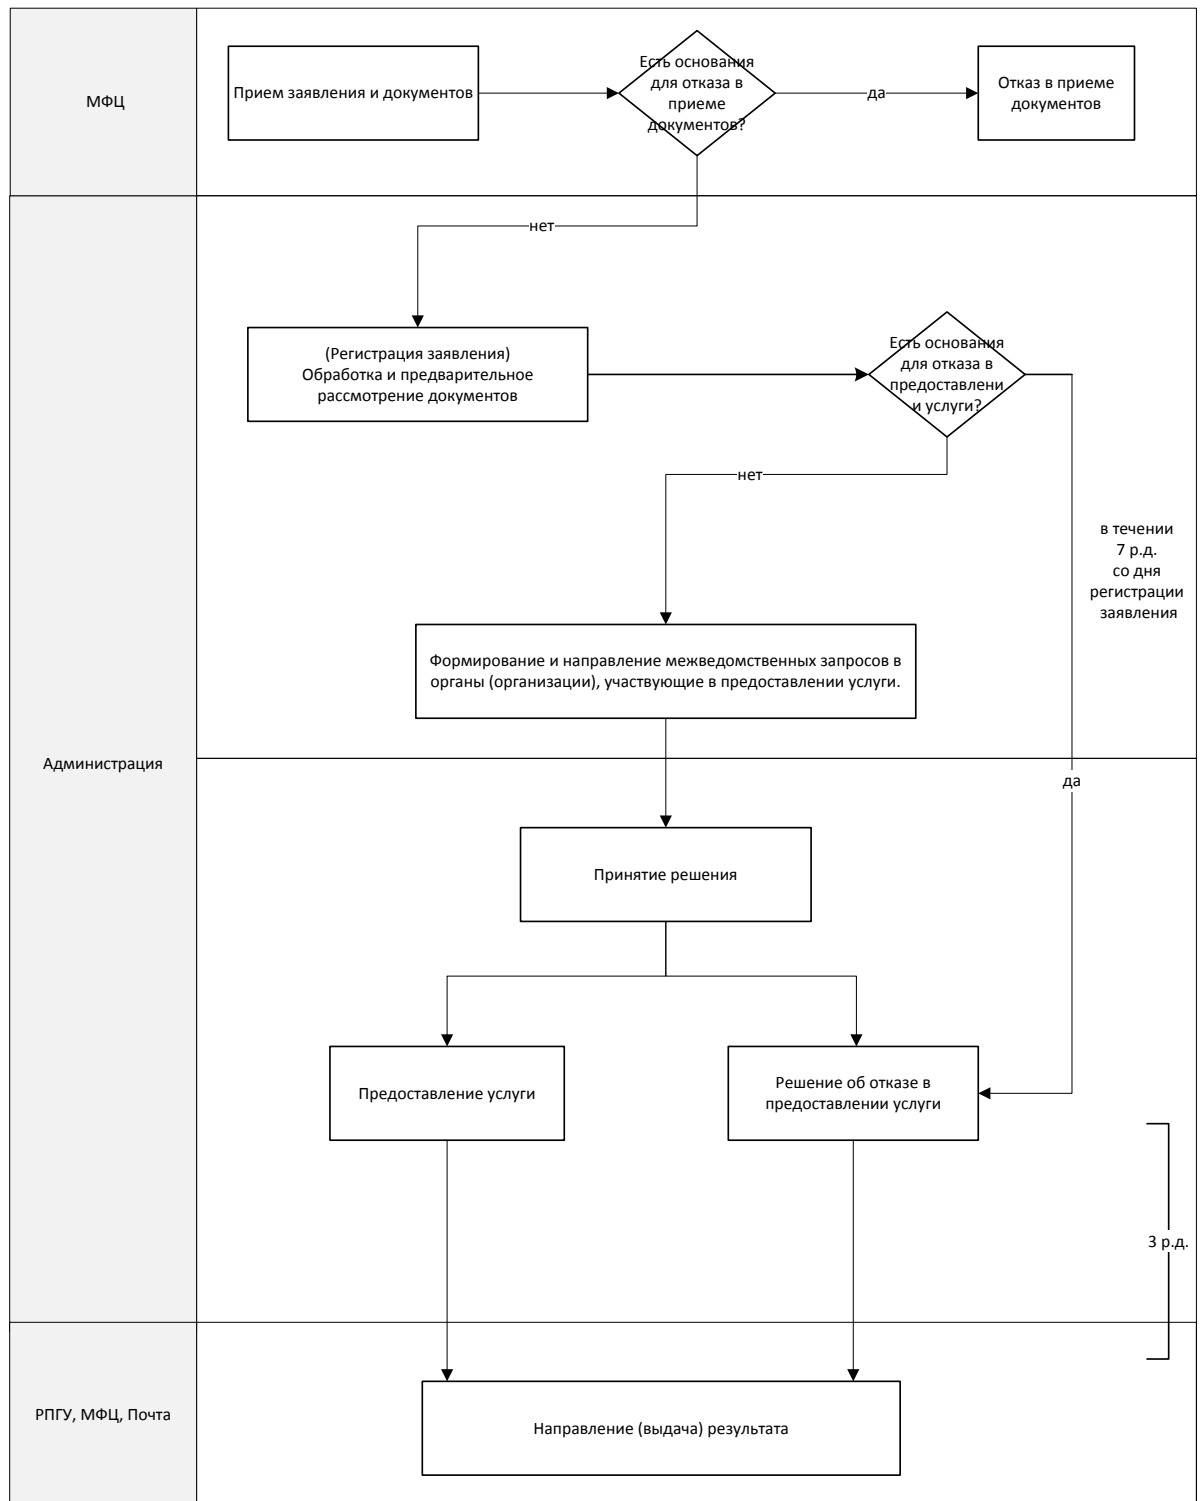 МФЦ
Прием заявления и документов
Есть основания
для отказа в
приеме
документов?
да
Отказ в приеме
документов
нет
Администрация
(Регистрация заявления)
Обработка и предварительное
рассмотрение документов
Есть основания
для отказа в
предоставлени
и услуги?
нет
в течении
7 р.д.
со дня
регистрации
заявления
Формирование и направление межведомственных запросов в
органы (организации), участвующие в предоставлении услуги.
да
Принятие решения
Предоставление услуги
Решение об отказе в
предоставлении услуги
3 р.д.
РПГУ, МФЦ, Почта
Направление (выдача) результата